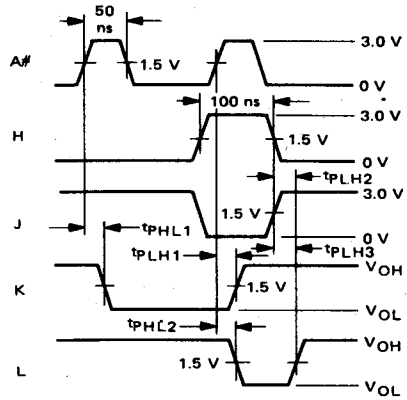 50
ns
A#
3.0 V
1.5 V
0 V
100 ns
3.0 V
H
1.5 V
0 V
tPLH2
3.0 V
1.5 V
J
0 V
tPHL1
tPLH1
tPLH3
VOH
K
1.5 V
VOL
tPHL2
VOH
1.5 V
L
VOL